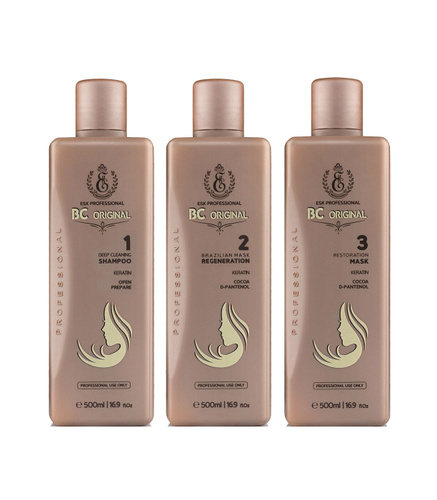 PROFESSIONAL
ESK PROFESSIONAL
BC ORIGINAL
1
DEEP CLEANING
SHAMPOO
KERATIN
OPEN
PREPARE
PROFESSIONAL USE ONLY
e 500ml | 16.9 fl.Oz
PROFESSIONAL
ESK PROFESSIONAL
BC ORIGINAL
2
BRAZILIAR MASK
REGENERATION
KERATIN
COCOA
D-PANTENOL
PROFESSIONAL USE ONLY
e 500ml | 16.9 fl.Oz
PROFESSIONAL
ESK PROFESSIONAL
BC ORIGINAL
3
RESTORATION
MASK
KERATIN
COCOA
D-PANTENOL
PROFESSIONAL USE ONLY
e 500ml | 16.9 fl.Oz